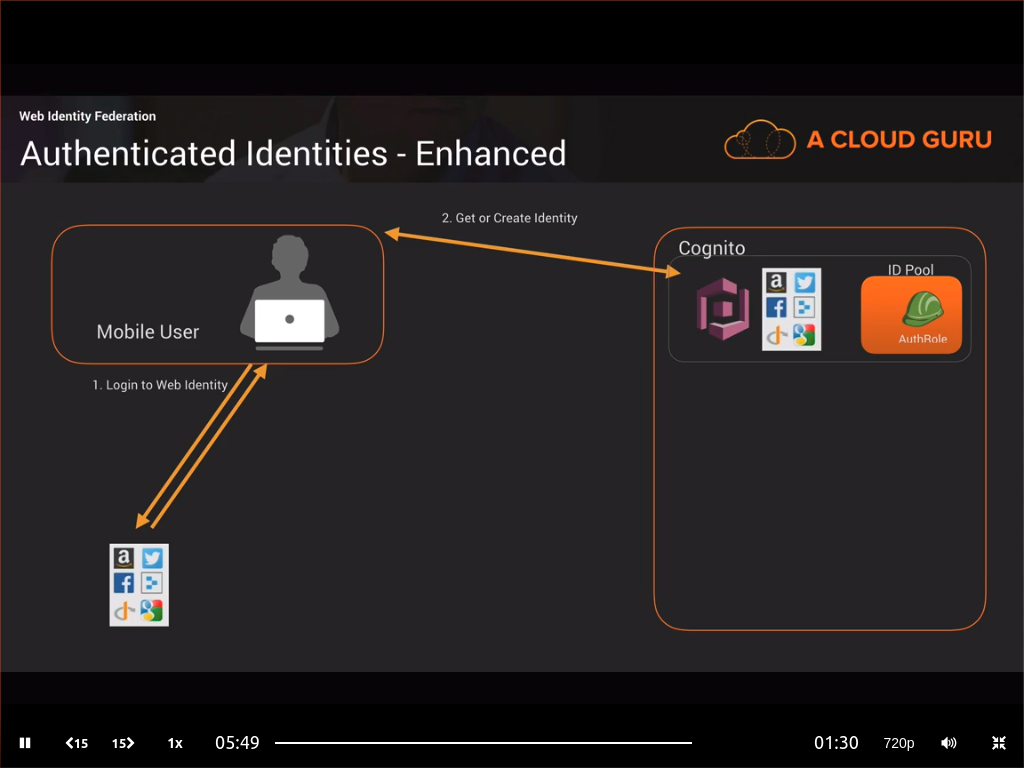 Web Identity Federation
Authenticated Identities - Enhanced
A CLOUD GURU
2. Get or Create Identity
Cognito
ID Pool
AuthRole
Mobile User
1. Login to Web Identity
15
15
1x
05:49
01:30
720p